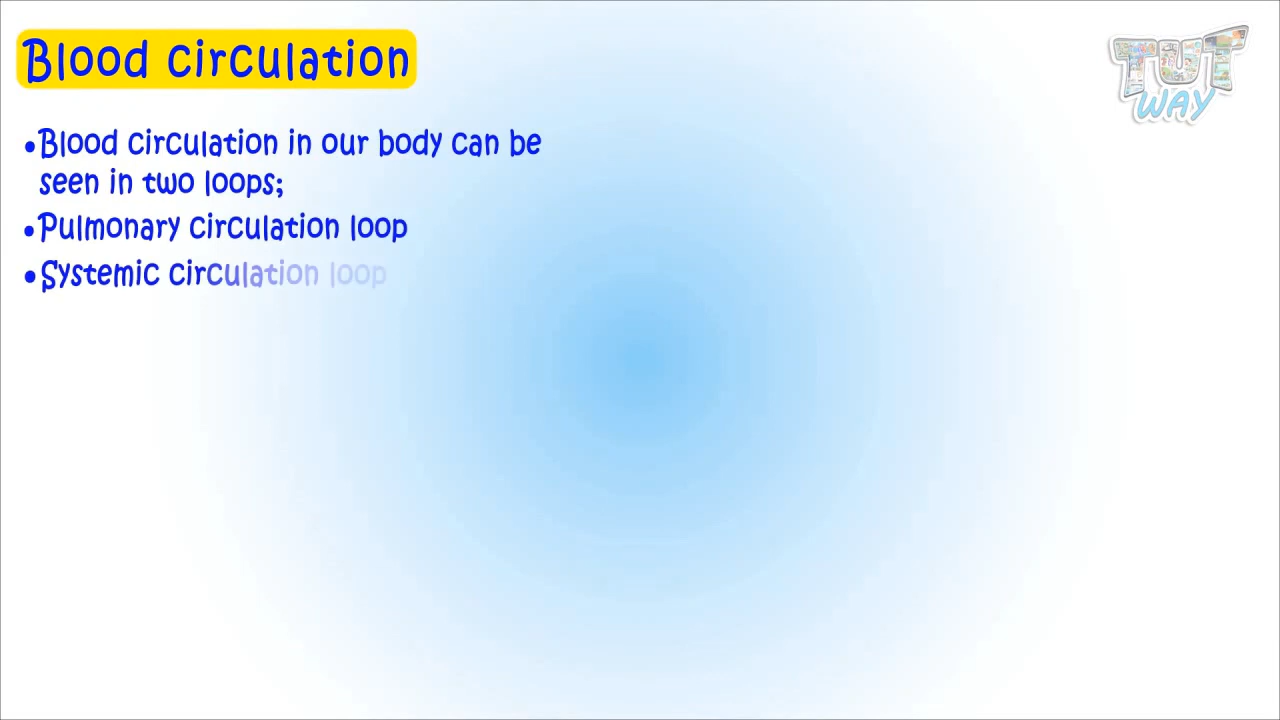 Blood circulation
TUT
WAY
•Blood circulation in our body can be
seen in two loops;
•Pulmonary circulation loop
•Systemic circulation loop